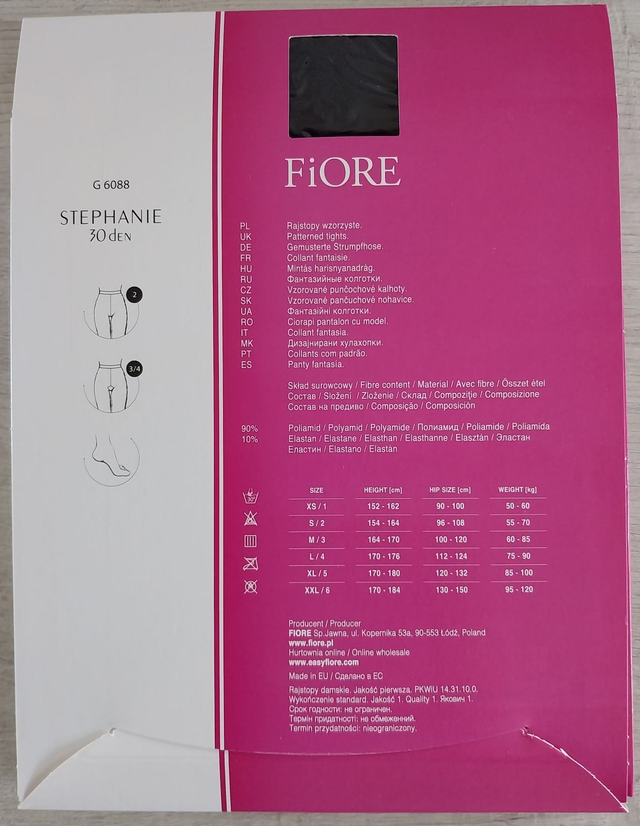 G 6088
STEPHANIE
30 dEN
2
3/4
FiORE
PL Rajstopy wzorzyste.
UK Patterned tights.
DE Gemusterte Strumpfhose.
FR Collant fantaisie.
HU Mintás harisnyanadrág.
RU Фантазийные колготки.
CZ Vzorované punčochové kalhoty.
SK Vzorované pančuchové nohavice.
UA Фантазійні колготки.
RO Ciorapi pantalon cu model.
IT Collant fantasia.
MK Дизајнирани хулахопки.
PT Collants com padrão.
ES Panty fantasía.
Skład surowcowy / Fibre content / Material / Avec fibre / Összet étel
Состав / Složení / Zloženie / Склад / Compoziţie / Composizione
Состав на предиво / Composição / Composición
90% Poliamid / Polyamid / Polyamide / Полиамид / Poliamide / Poliamida
10% Elastan / Elastane / Elasthan / Elasthanne / Elasztán / Эластан
Еластин / Elastano / Elastán
30°
SIZE HEIGHT [cm] HIP SIZE [cm] WEIGHT [kg]
XS / 1 152 - 162 90 - 100 50 - 60
S / 2 154 - 164 96 - 108 55 - 70
M / 3 164 - 170 100 - 120 60 - 85
L / 4 170 - 176 112 - 124 75 - 90
XL / 5 170 - 180 120 - 132 85 - 100
XXL / 6 170 - 184 130 - 150 95 - 120
Producent / Producer
FIORE Sp.Jawna, ul. Kopernika 53a, 90-553 Łódź, Poland
www.fiore.pl
Hurtownia online / Online wholesale
www.easyfiore.com
Made in EU / Сделано в ЕС
Rajstopy damskie. Jakość pierwsza. PKWiU 14.31.10.0.
Wykończenie standard. Jakość 1. Quality 1. Якович 1.
Срок годности: не ограничен.
Термін придатності: не обмежений.
Termin przydatności: nieograniczony.